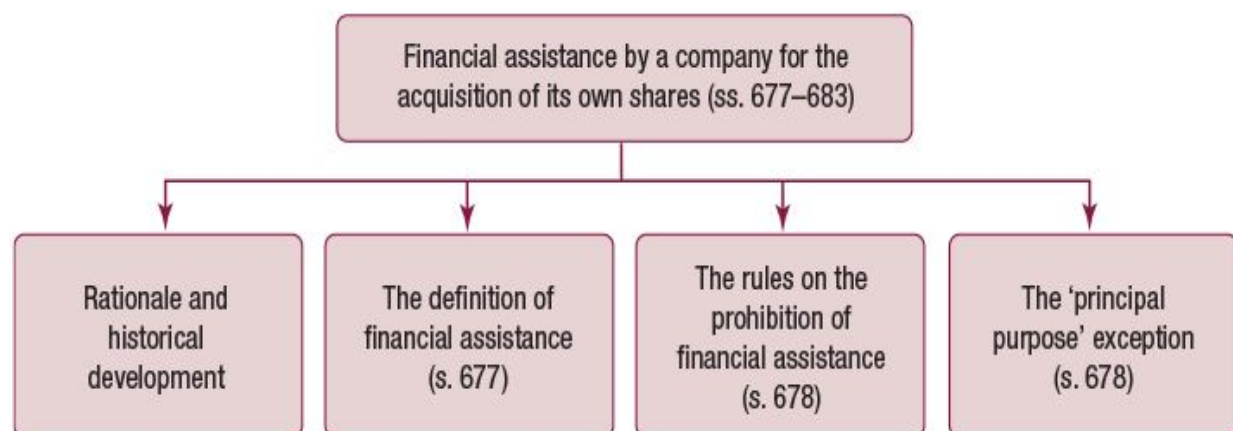 Financial assistance by a company for the
acquisition of its own shares (ss. 677–683)
Rationale and
historical
development
The definition of
financial assistance
(s. 677)
The rules on the
prohibition of
financial assistance
(s. 678)
The ‘principal
purpose’ exception
(s. 678)